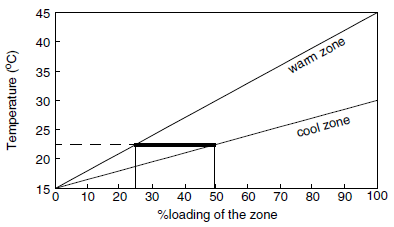 45
40
35
30
25
20
15
Temperature (ºC)
warm zone
cool zone
0 10 20 30 40 50 60 70 80 90 100
%loading of the zone